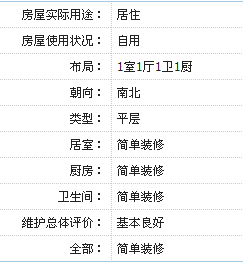 房屋实际用途： 居住
房屋使用状况： 自用
布局： 1室1厅1卫1厨
朝向： 南北
类型： 平层
居室： 简单装修
厨房： 简单装修
卫生间： 简单装修
维护总体评价： 基本良好
全部： 简单装修